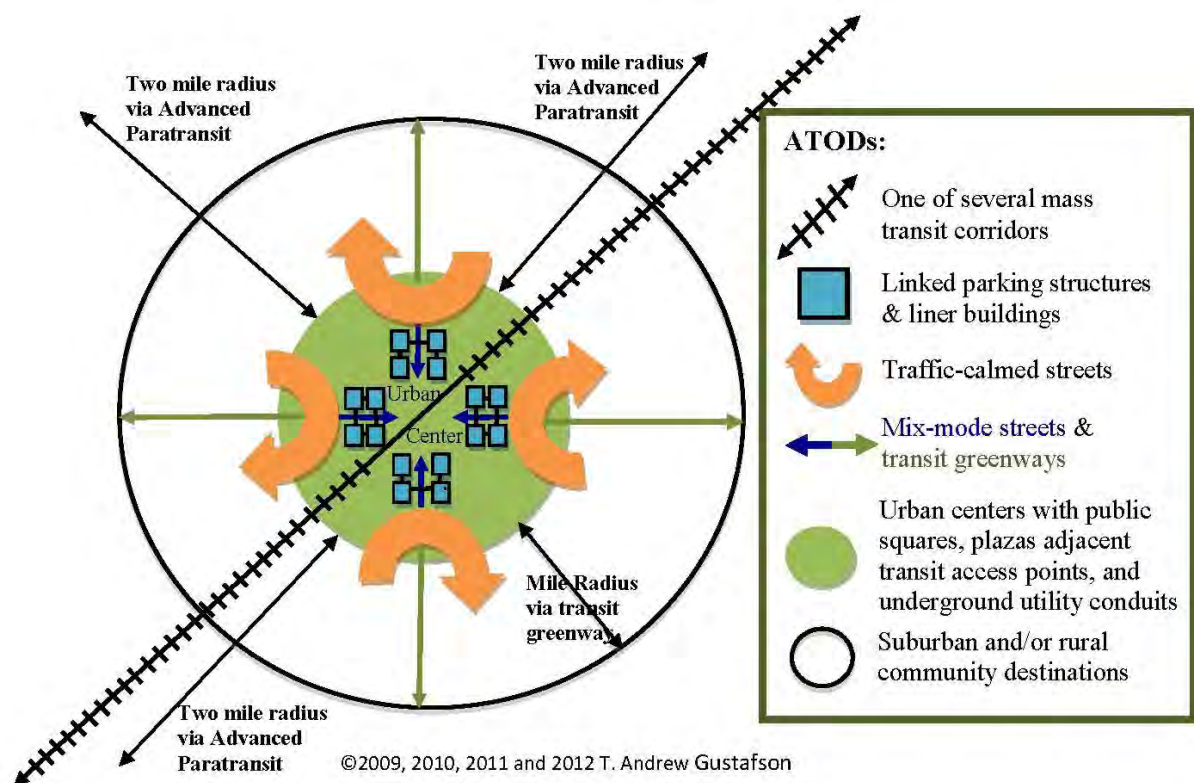 Two mile radius
via Advanced
Paratransit
Two mile radius
via Advanced
Paratransit
Urban
Center
Mile Radius
via transit
greenway
Two mile radius
via Advanced
Paratransit
ATODs:
One of several mass
transit corridors
Linked parking structures
& liner buildings
Traffic-calmed streets
Mix-mode streets &
transit greenways
Urban centers with public
squares, plazas adjacent
transit access points, and
underground utility conduits
Suburban and/or rural
community destinations
©2009, 2010, 2011 and 2012 T. Andrew Gustafson